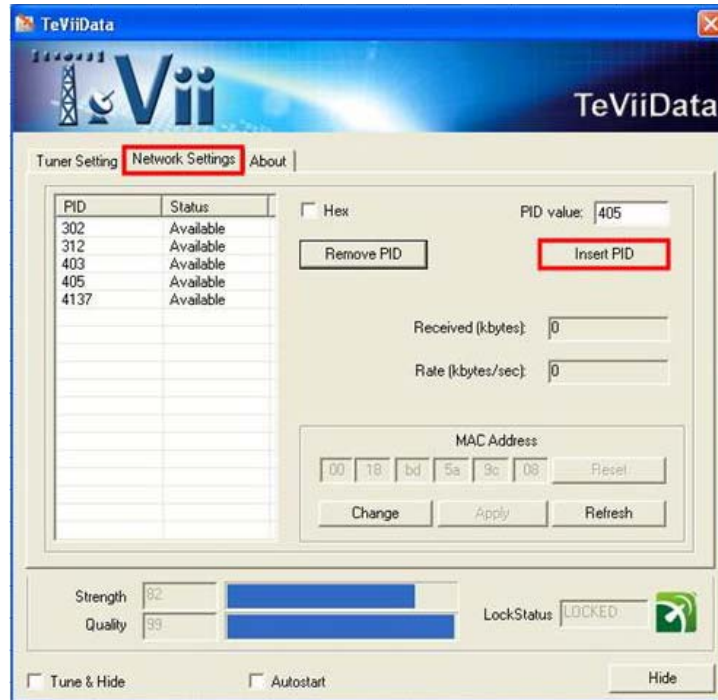 TeViiData
TeVii
TeViiData
Tuner Setting
Network Settings
About
PID Status
302 Available
312 Available
403 Available
405 Available
4137 Available
Hex
PID value: 405
Remove PID
Insert PID
Received (kbytes): 0
Rate (kbytes/sec): 0
MAC Address
00 18 bd 5a 9c 08 Reset
Change Apply Refresh
Strength 82
Quality 99
LockStatus LOCKED
Tune & Hide
Autostart
Hide